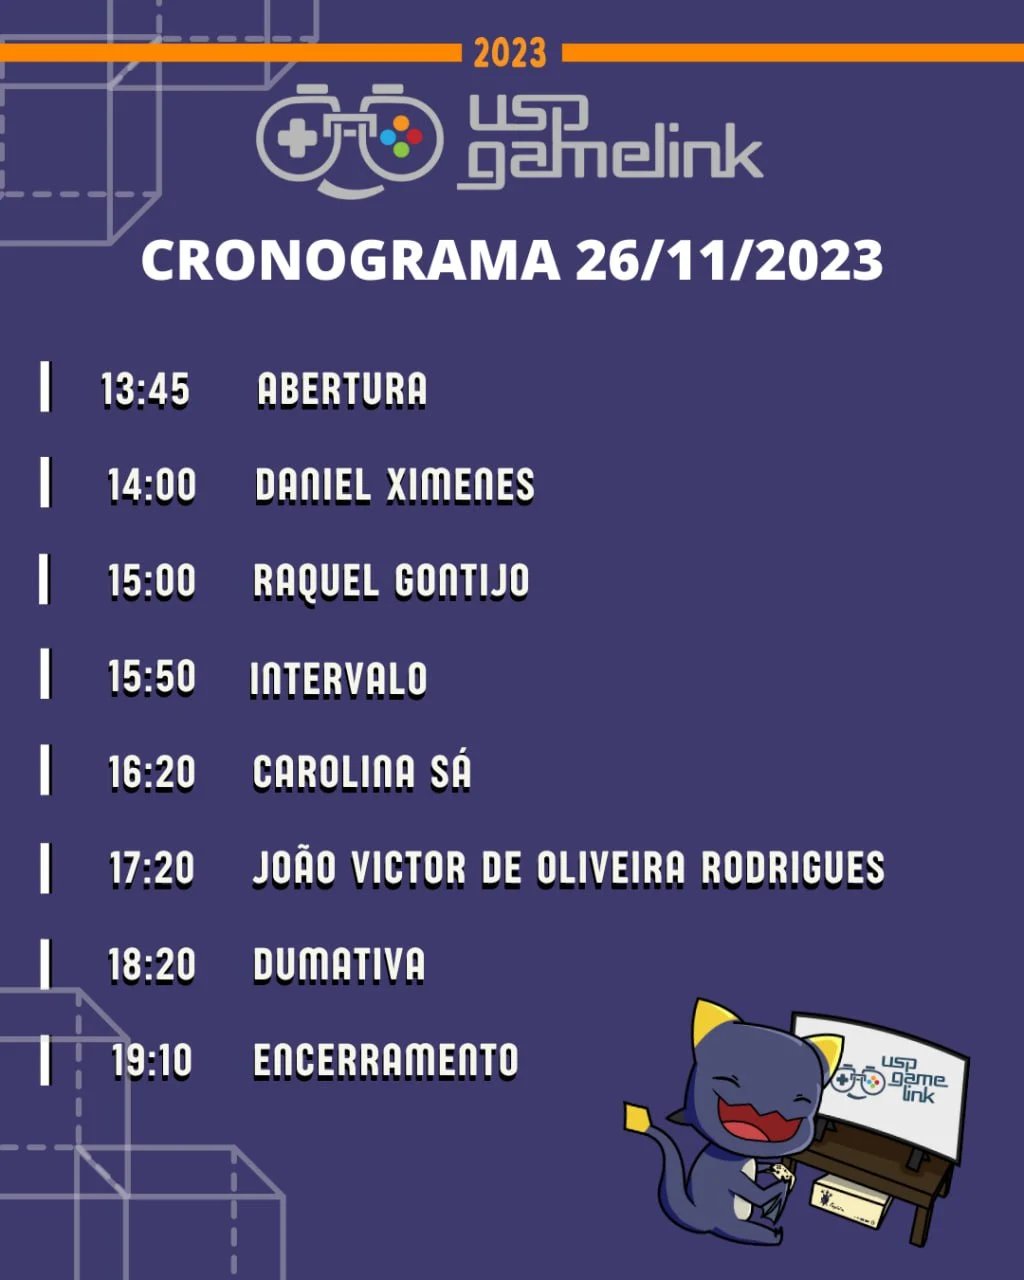 2023
usp
gamelink
CRONOGRAMA 26/11/2023
13:45 ABERTURA
14:00 DANIEL XIMENES
15:00 RAQUEL GONTIJO
15:50 INTERVALO
16:20 CAROLINA SÁ
17:20 JOÃO VICTOR DE OLIVEIRA RODRIGUES
18:20 DUMATIVA
19:10 ENCERRAMENTO
usp
game
link